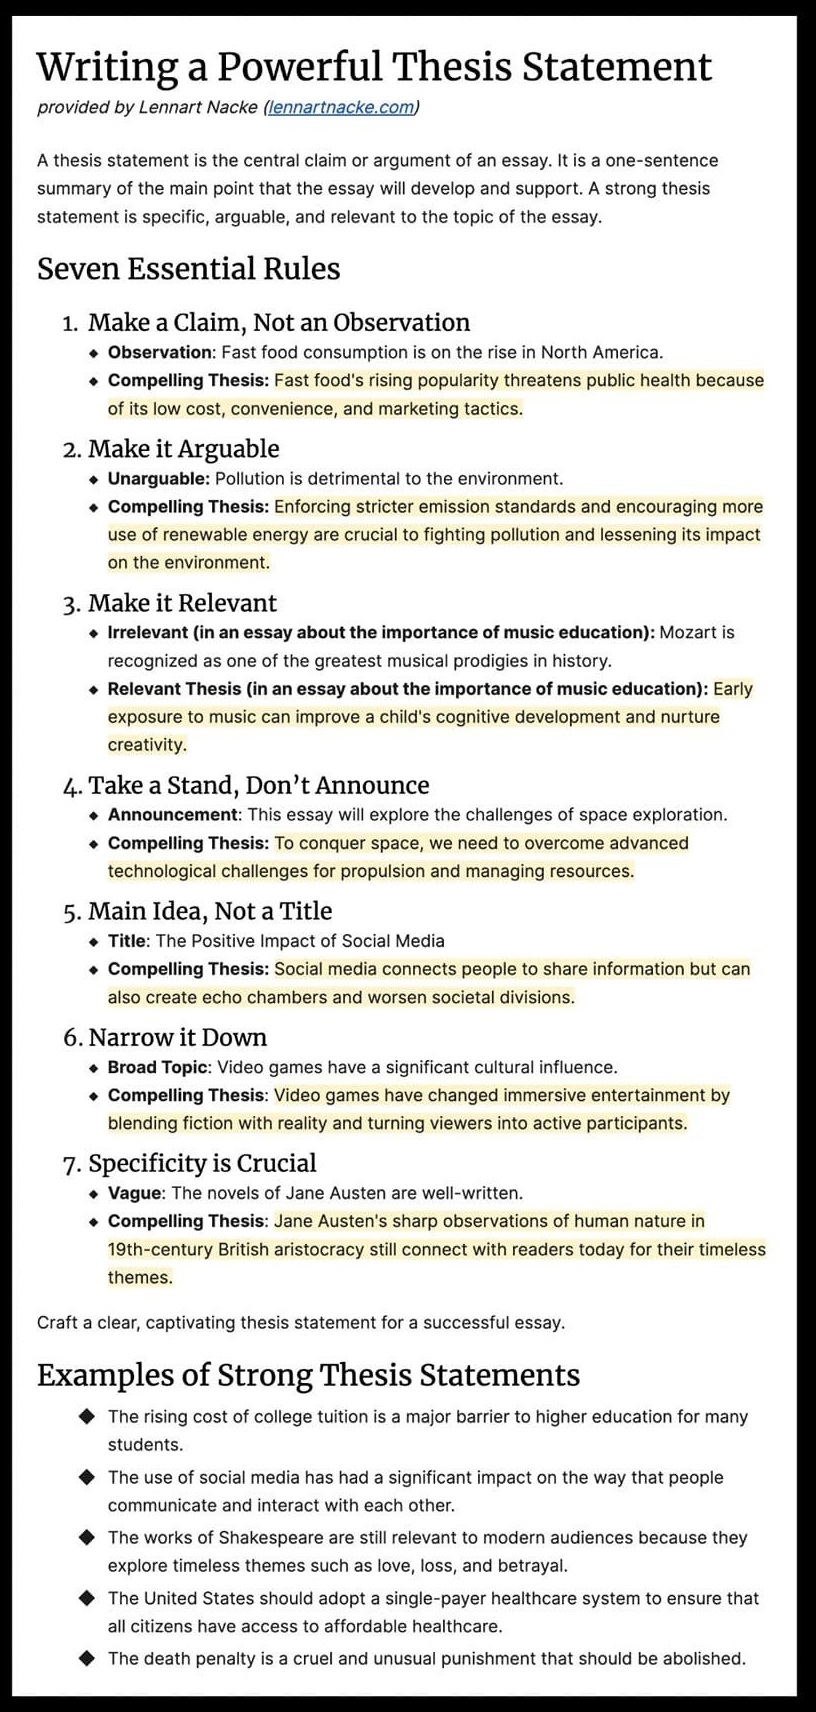 Writing a Powerful Thesis Statement
provided by Lennart Nacke (lennartnacke.com)
A thesis statement is the central claim or argument of an essay. It is a one-sentence
summary of the main point that the essay will develop and support. A strong thesis
statement is specific, arguable, and relevant to the topic of the essay.
Seven Essential Rules
1. Make a Claim, Not an Observation
◆ Observation: Fast food consumption is on the rise in North America.
◆ Compelling Thesis: Fast food's rising popularity threatens public health because
of its low cost, convenience, and marketing tactics.
2. Make it Arguable
◆ Unarguable: Pollution is detrimental to the environment.
◆ Compelling Thesis: Enforcing stricter emission standards and encouraging more
use of renewable energy are crucial to fighting pollution and lessening its impact
on the environment.
3. Make it Relevant
◆ Irrelevant (in an essay about the importance of music education): Mozart is
recognized as one of the greatest musical prodigies in history.
◆ Relevant Thesis (in an essay about the importance of music education): Early
exposure to music can improve a child's cognitive development and nurture
creativity.
4. Take a Stand, Don’t Announce
◆ Announcement: This essay will explore the challenges of space exploration.
◆ Compelling Thesis: To conquer space, we need to overcome advanced
technological challenges for propulsion and managing resources.
5. Main Idea, Not a Title
◆ Title: The Positive Impact of Social Media
◆ Compelling Thesis: Social media connects people to share information but can
also create echo chambers and worsen societal divisions.
6. Narrow it Down
◆ Broad Topic: Video games have a significant cultural influence.
◆ Compelling Thesis: Video games have changed immersive entertainment by
blending fiction with reality and turning viewers into active participants.
7. Specificity is Crucial
◆ Vague: The novels of Jane Austen are well-written.
◆ Compelling Thesis: Jane Austen's sharp observations of human nature in
19th-century British aristocracy still connect with readers today for their timeless
themes.
Craft a clear, captivating thesis statement for a successful essay.
Examples of Strong Thesis Statements
◆ The rising cost of college tuition is a major barrier to higher education for many
students.
◆ The use of social media has had a significant impact on the way that people
communicate and interact with each other.
◆ The works of Shakespeare are still relevant to modern audiences because they
explore timeless themes such as love, loss, and betrayal.
◆ The United States should adopt a single-payer healthcare system to ensure that
all citizens have access to affordable healthcare.
◆ The death penalty is a cruel and unusual punishment that should be abolished.